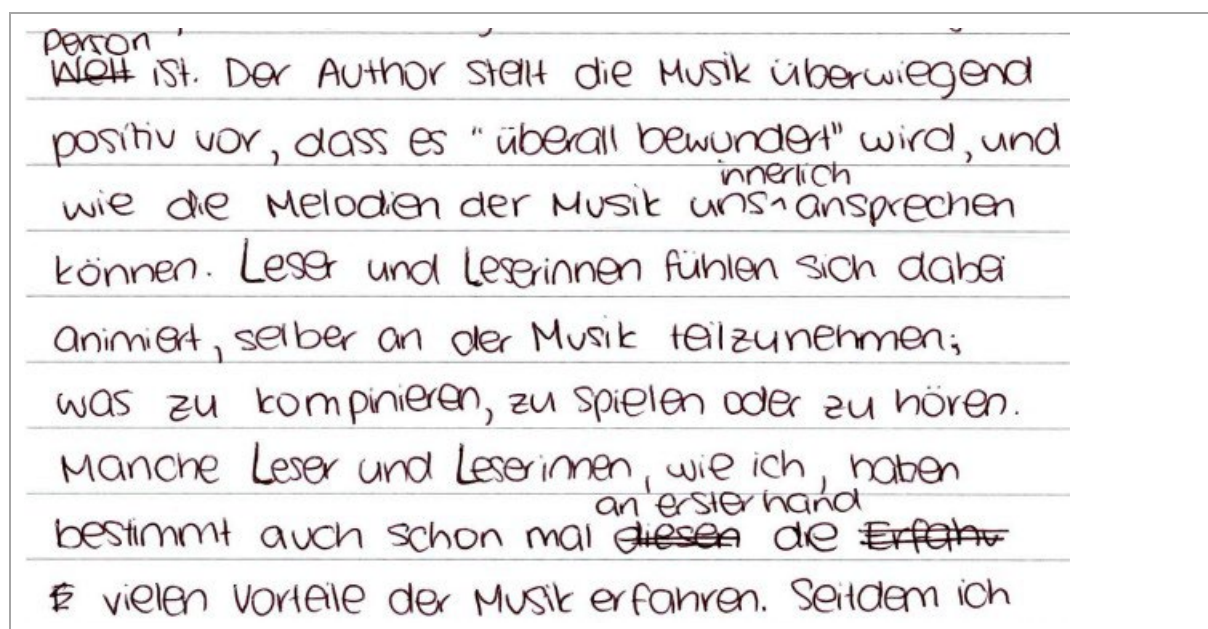 Person
Welt ist. Der Author stellt die Musik überwiegend
positiv vor, dass es "überall bewundert" wird, und
innerlich
wie die Melodien der Musik uns^ansprechen
können. Leser und Leserinnen fühlen sich dabei
animiert, selber an der Musik teilzunehmen;
was zu kompinieren, zu spielen oder zu hören.
Manche Leser und Leserinnen, wie ich, haben
an erster hand
bestimmt auch schon mal diesen die Erfahr
E vielen Vorteile der Musik erfahren. Seitdem ich